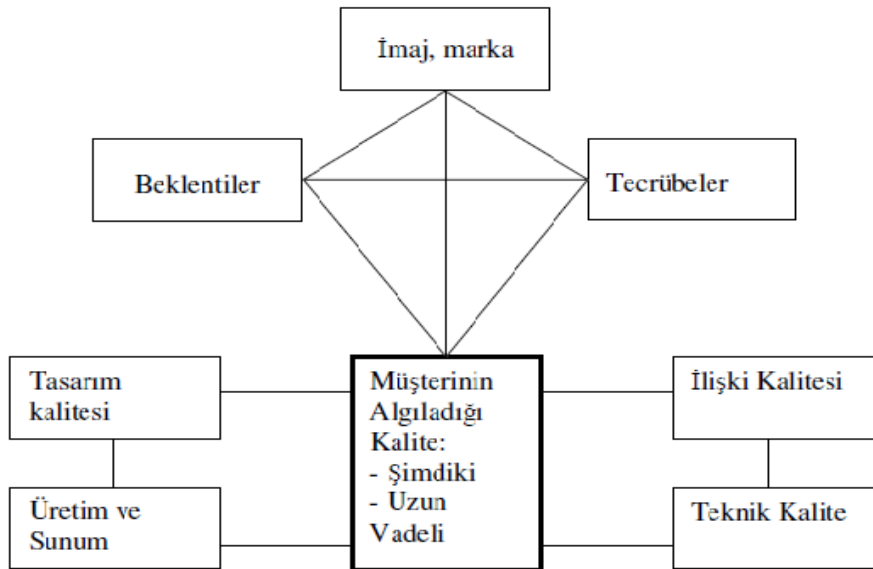 İmaj, marka
Beklentiler
Tecrübeler
Tasarım
kalitesi
Müşterinin
Algıladığı
Kalite:
- Şimdiki
- Uzun
Vadeli
İlişki Kalitesi
Üretim ve
Sunum
Teknik Kalite